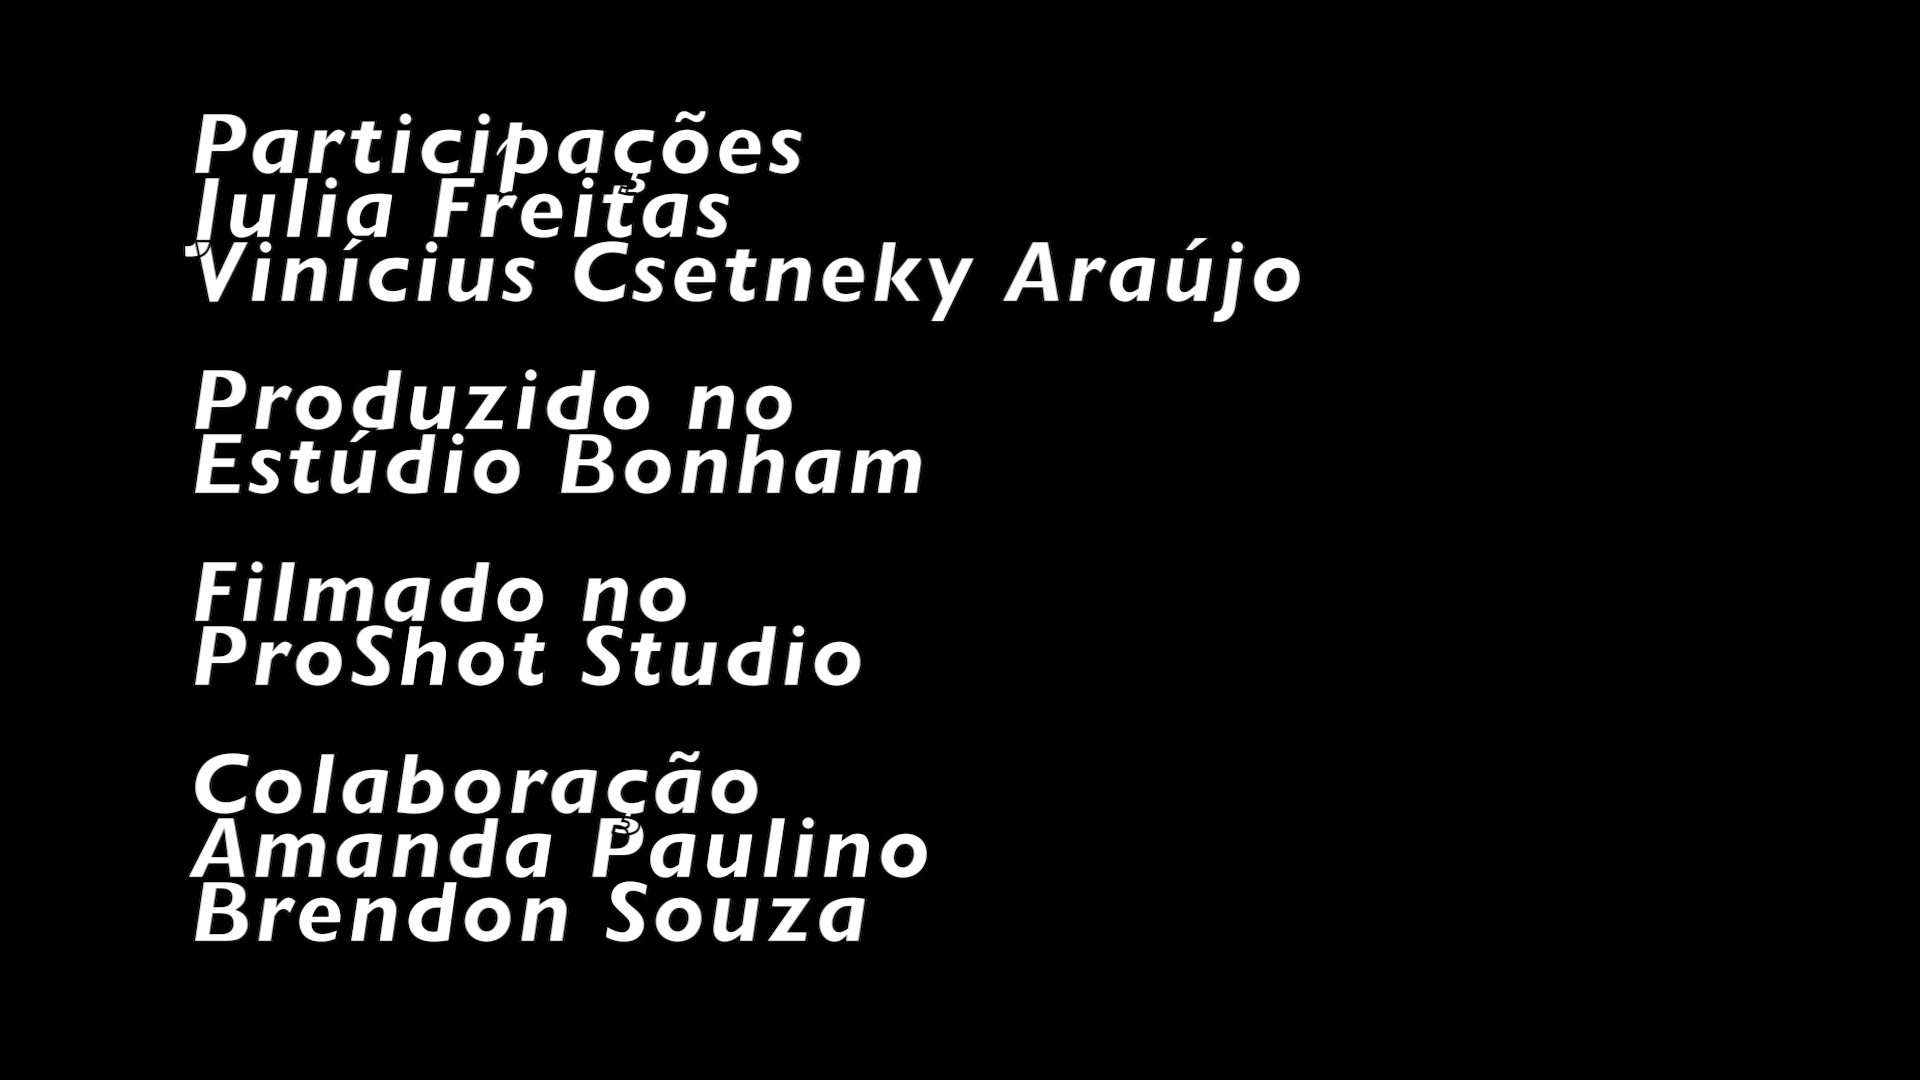 Participações
Julia Freitas
Vinícius Csetneky Araújo
Produzido no
Estúdio Bonham
Filmado no
ProShot Studio
Colaboração
Amanda Paulino
Brendon Souza